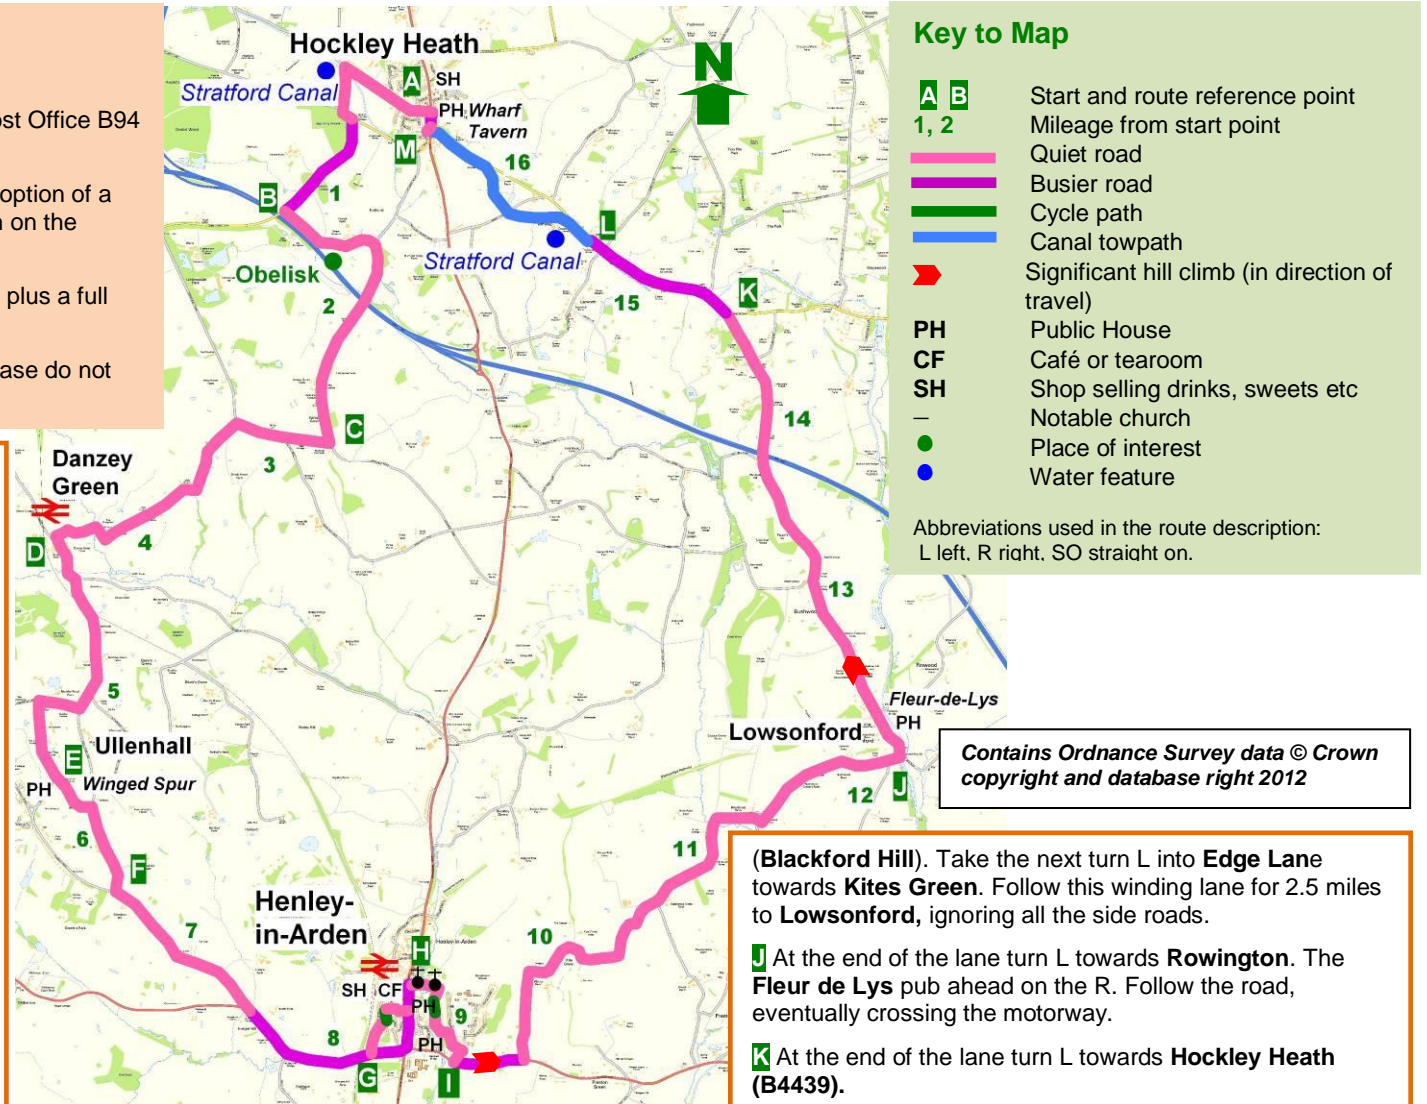 ost Office B94
option of a
n on the
plus a full
ase do not
Hockley Heath
Stratford Canal
A
SH
PH
Wharf
Tavern
M
16
N
1
B
L
Obelisk
Stratford Canal
2
15
K
C
14
3
Danzey
Green
D
4
13
5
Fleur-de-Lys
PH
Lowsonford
Ullenhall
E
Winged Spur
PH
12
J
6
11
F
Henley-
in-Arden
7
H
10
SH CF
PH
9
8
PH
G
I
Key to Map
A B Start and route reference point
1, 2 Mileage from start point
Quiet road
Busier road
Cycle path
Canal towpath
Significant hill climb (in direction of
travel)
PH Public House
CF Café or tearoom
SH Shop selling drinks, sweets etc
– Notable church
Place of interest
Water feature
Abbreviations used in the route description:
L left, R right, SO straight on.
Contains Ordnance Survey data © Crown
copyright and database right 2012
(Blackford Hill). Take the next turn L into Edge Lane
towards Kites Green. Follow this winding lane for 2.5 miles
to Lowsonford, ignoring all the side roads.
J At the end of the lane turn L towards Rowington. The
Fleur de Lys pub ahead on the R. Follow the road,
eventually crossing the motorway.
K At the end of the lane turn L towards Hockley Heath
(B4439).